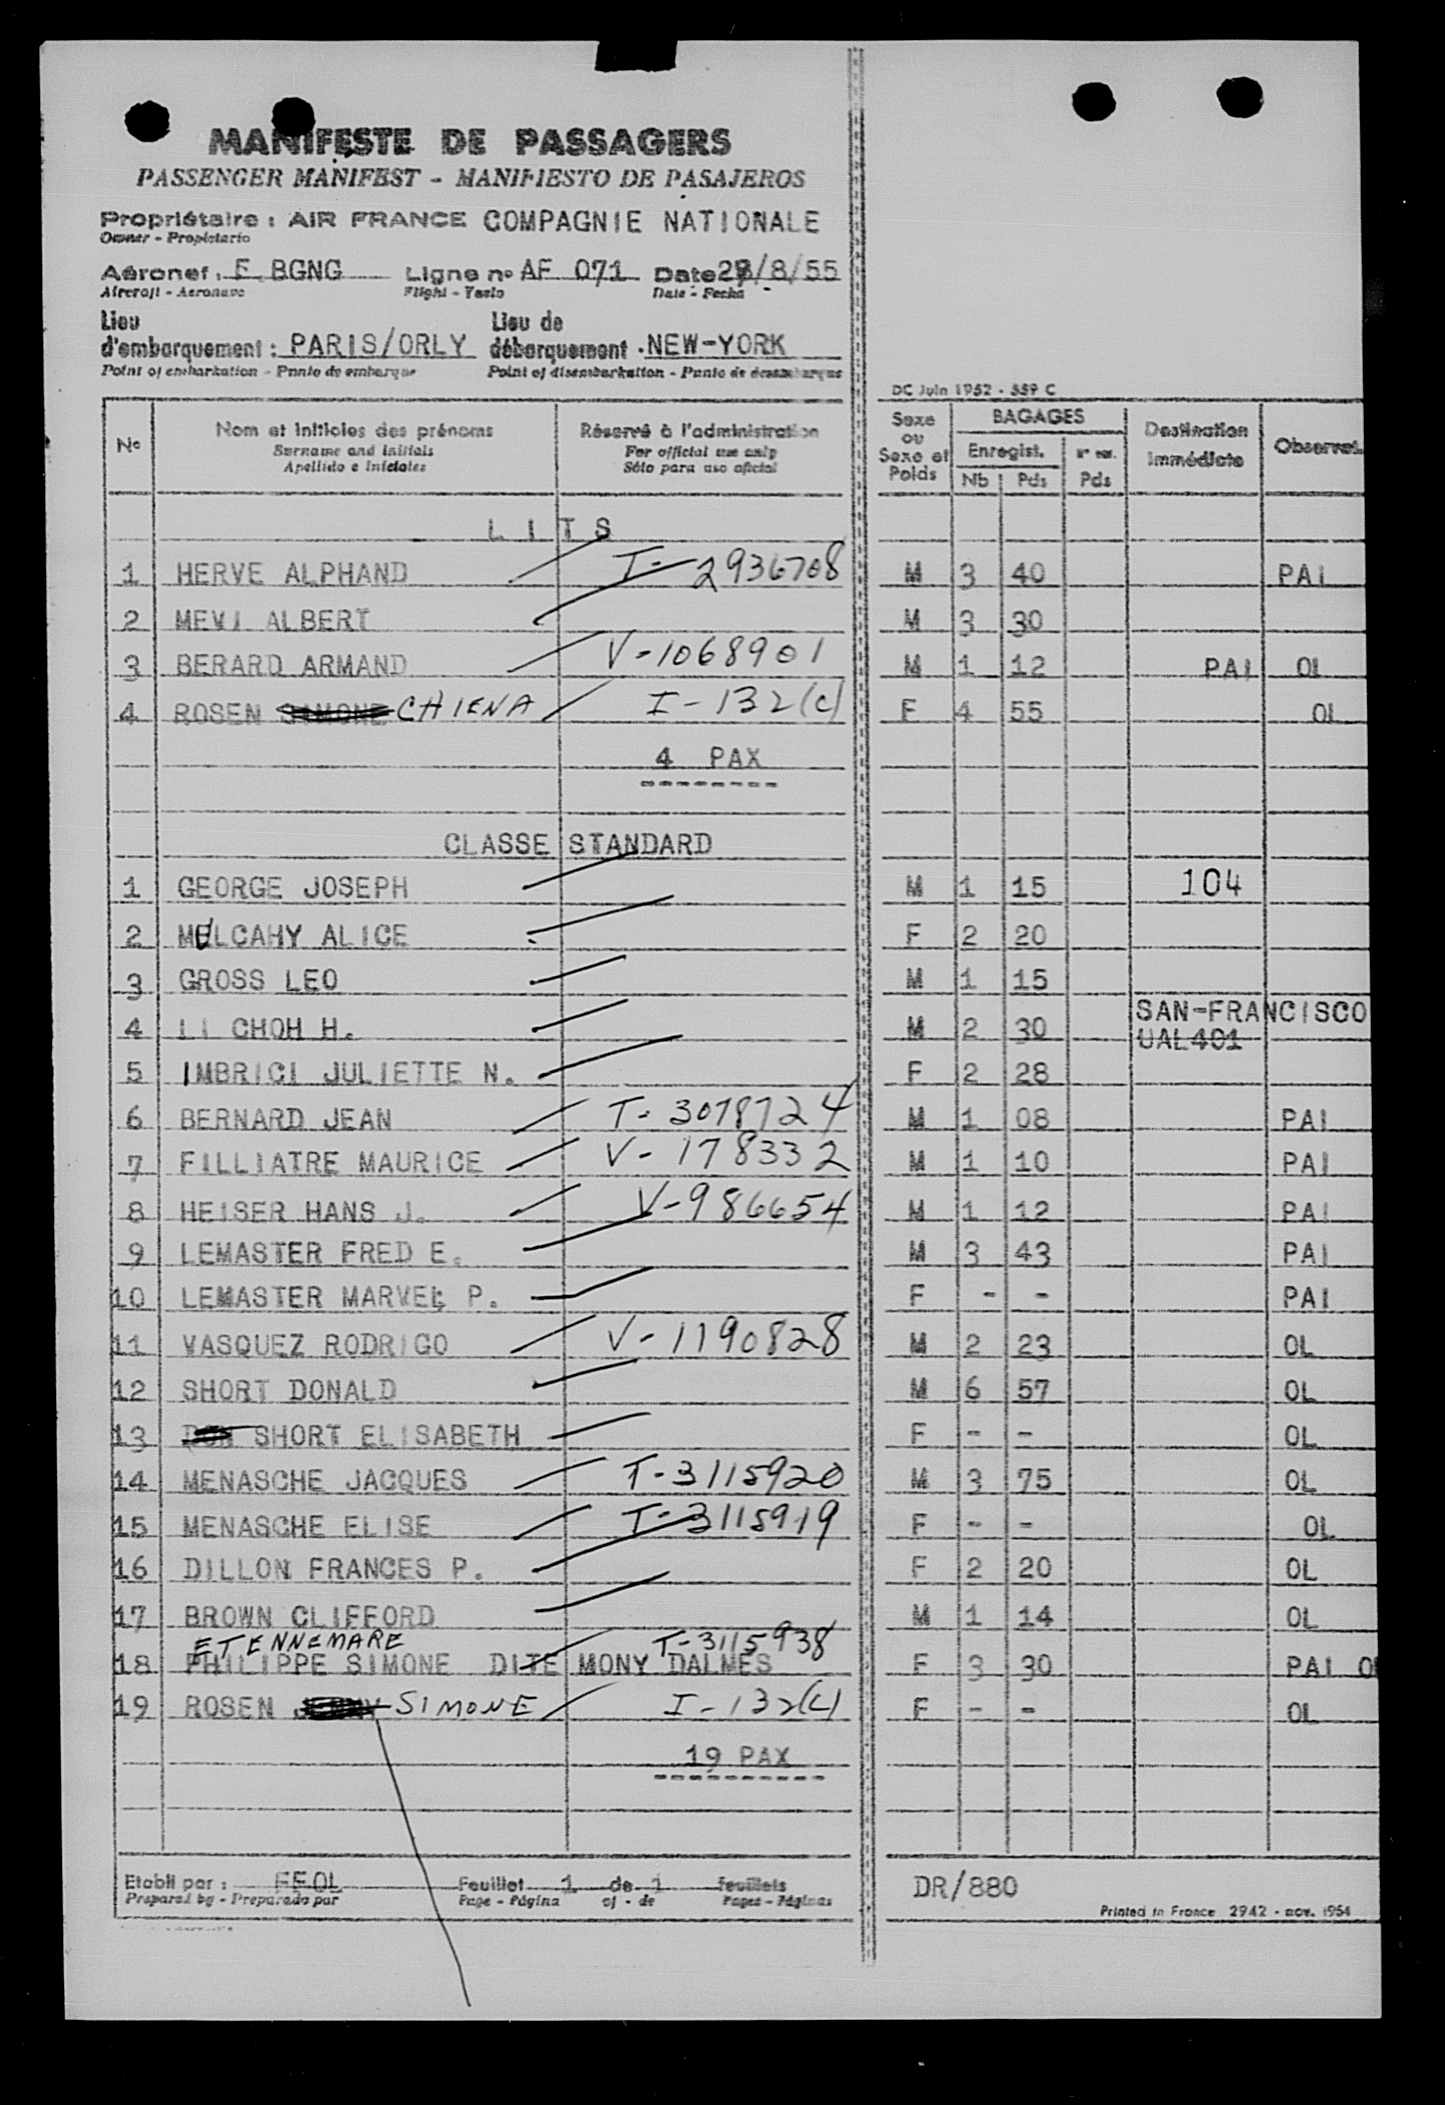 MANIFESTE DE PASSAGERS
PASSENGER MANIFEST - MANIFIESTO DE PASAJEROS
Propriétaire : AIR FRANCE COMPAGNIE NATIONALE
Owner - Propietario
Aéronef : F.BGNG Ligne no AF 071 Date /8/55
Aircraft - Aeronave Flight - Vuelo Date - Fecha
Lieu d'embarquement : PARIS/ORLY Lieu de débarquement : NEW-YORK
Point of embarkation - Punto de embarque Point of disembarkation - Punto de desembarque
DC Juin 1952 - 559 C
No Nom et initiales des prénoms Réservé à l'administration Sexe ou Sexe et Poids BAGAGES Destination immédiate Observat.
Surname and initials For official use only Enregist.
Apellido e iniciales Sólo para uso oficial Nb Pds Pds
LITS
1 HERVE ALPHAND T-2936708 M 3 40 PAI
2 MEVI ALBERT M 3 30
3 BERARD ARMAND V-1068901 M 1 12 PAI OL
4 ROSEN SIMONE CHIENA I-132(c) F 4 55 OL
4 PAX
CLASSE STANDARD
1 GEORGE JOSEPH M 1 15 104
2 MELCAHY ALICE F 2 20
3 GROSS LEO M 1 15
4 LI CHOH H. M 2 30 SAN-FRANCISCO UAL401
5 IMBRICI JULIETTE N. F 2 28
6 BERNARD JEAN T-3078724 M 1 08 PAI
7 FILLIATRE MAURICE V-178332 M 1 10 PAI
8 HEISER HANS J. V-986654 M 1 12 PAI
9 LEMASTER FRED E. M 3 43 PAI
10 LEMASTER MARVEL P. F - - PAI
11 VASQUEZ RODRIGO V-1190828 M 2 23 OL
12 SHORT DONALD M 6 57 OL
13 SHORT ELISABETH F - - OL
14 MENASCHE JACQUES T-3115920 M 3 75 OL
15 MENASCHE ELISE T-3115919 F - - OL
16 DILLON FRANCES P. F 2 20 OL
17 BROWN CLIFFORD M 1 14 OL
ETENNEMARE T-3115938
18 PHILIPPE SIMONE DITE MONY DALMES F 3 30 PAI O
19 ROSEN SIMONE I-132(c) F - - OL
19 PAX
Etabli par : FEOL Feuillet 1 de 1 feuillets DR/880
Prepared by - Preparado por Page - Página of - de Pages - Páginas Printed in France 2942 - nov. 1954